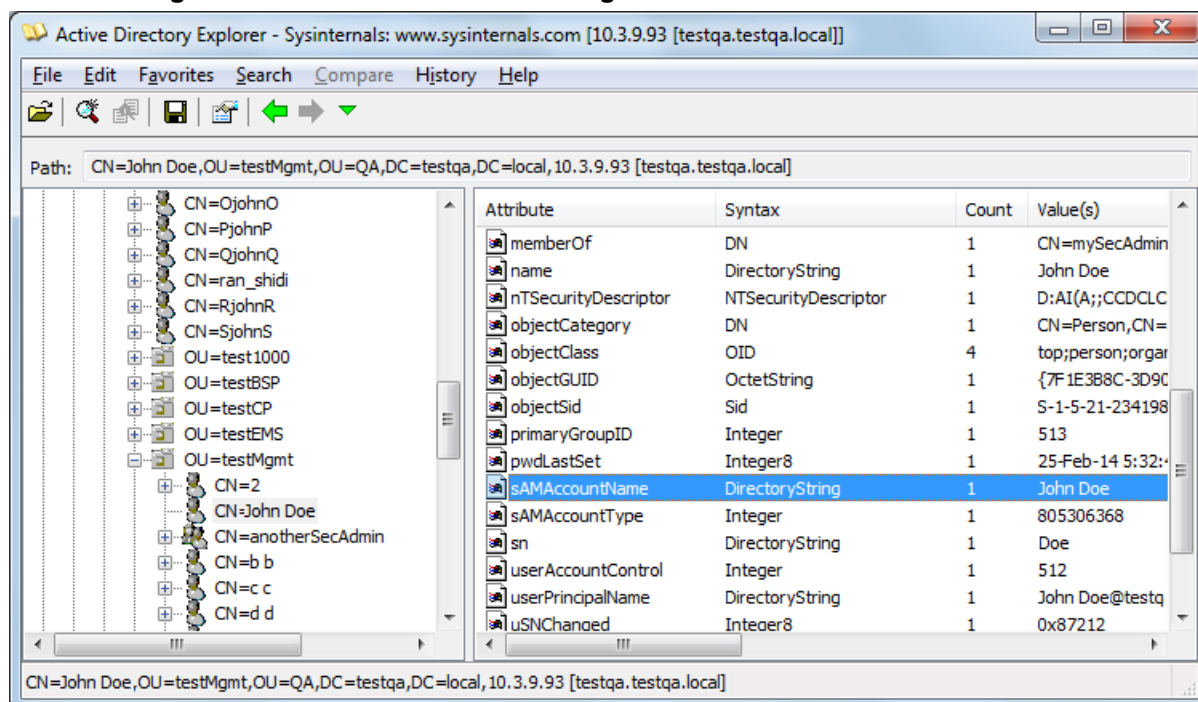 Active Directory Explorer - Sysinternals: www.sysinternals.com [10.3.9.93 [testqa.testqa.local]]
File Edit Favorites Search Compare History Help
Path: CN=John Doe,OU=testMgmt,OU=QA,DC=testqa,DC=local,10.3.9.93 [testqa.testqa.local]
CN=OjohnO
CN=PjohnP
CN=QjohnQ
CN=ran_shidi
CN=RjohnR
CN=SjohnS
OU=test1000
OU=testBSP
OU=testCP
OU=testEMS
OU=testMgmt
CN=2
CN=John Doe
CN=anotherSecAdmin
CN=b b
CN=c c
CN=d d
Attribute Syntax Count Value(s)
memberOf DN 1 CN=mySecAdmin
name DirectoryString 1 John Doe
nTSecurityDescriptor NTSecurityDescriptor 1 D:AI(A;;CCDCLC
objectCategory DN 1 CN=Person,CN=
objectClass OID 4 top;person;organ
objectGUID OctetString 1 {7F1E3B8C-3D90
objectSid Sid 1 S-1-5-21-234198
primaryGroupID Integer 1 513
pwdLastSet Integer8 1 25-Feb-14 5:32:
sAMAccountName DirectoryString 1 John Doe
sAMAccountType Integer 1 805306368
sn DirectoryString 1 Doe
userAccountControl Integer 1 512
userPrincipalName DirectoryString 1 John Doe@testq
uSNChanged Integer8 1 0x87212
CN=John Doe,OU=testMgmt,OU=QA,DC=testqa,DC=local,10.3.9.93 [testqa.testqa.local]